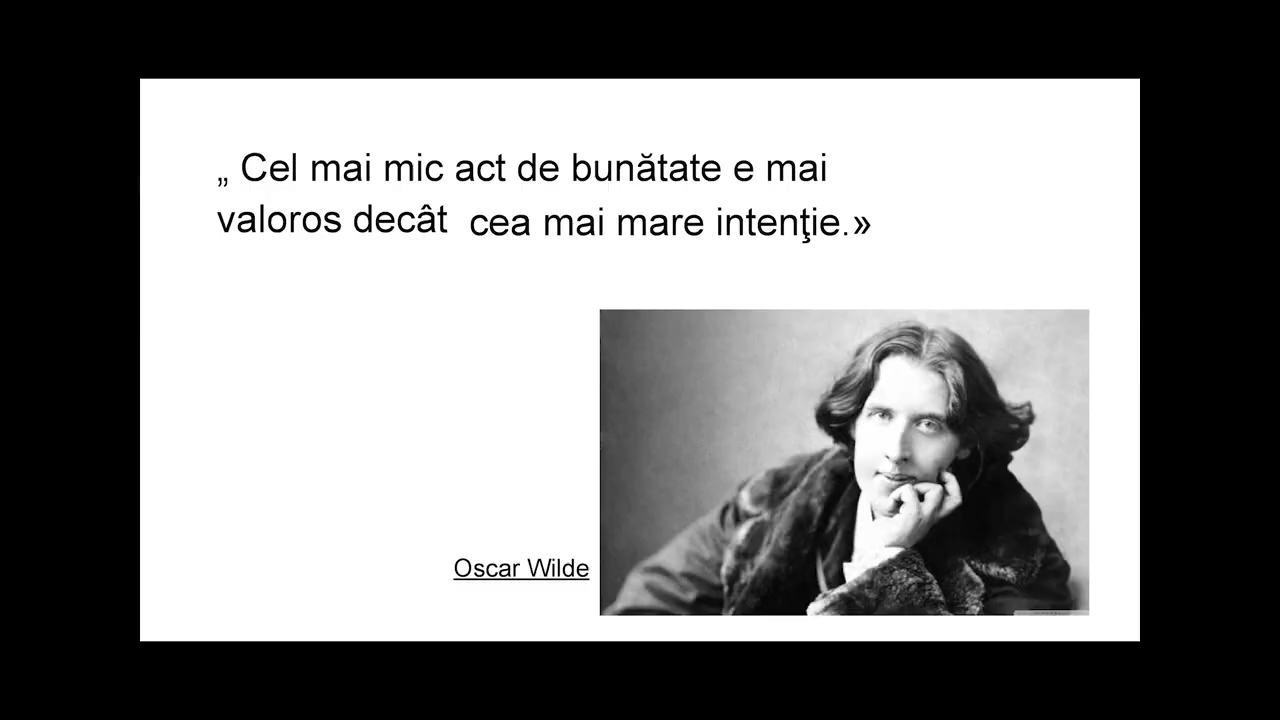 „ Cel mai mic act de bunătate e mai
valoros decât cea mai mare intenţie.»
Oscar Wilde